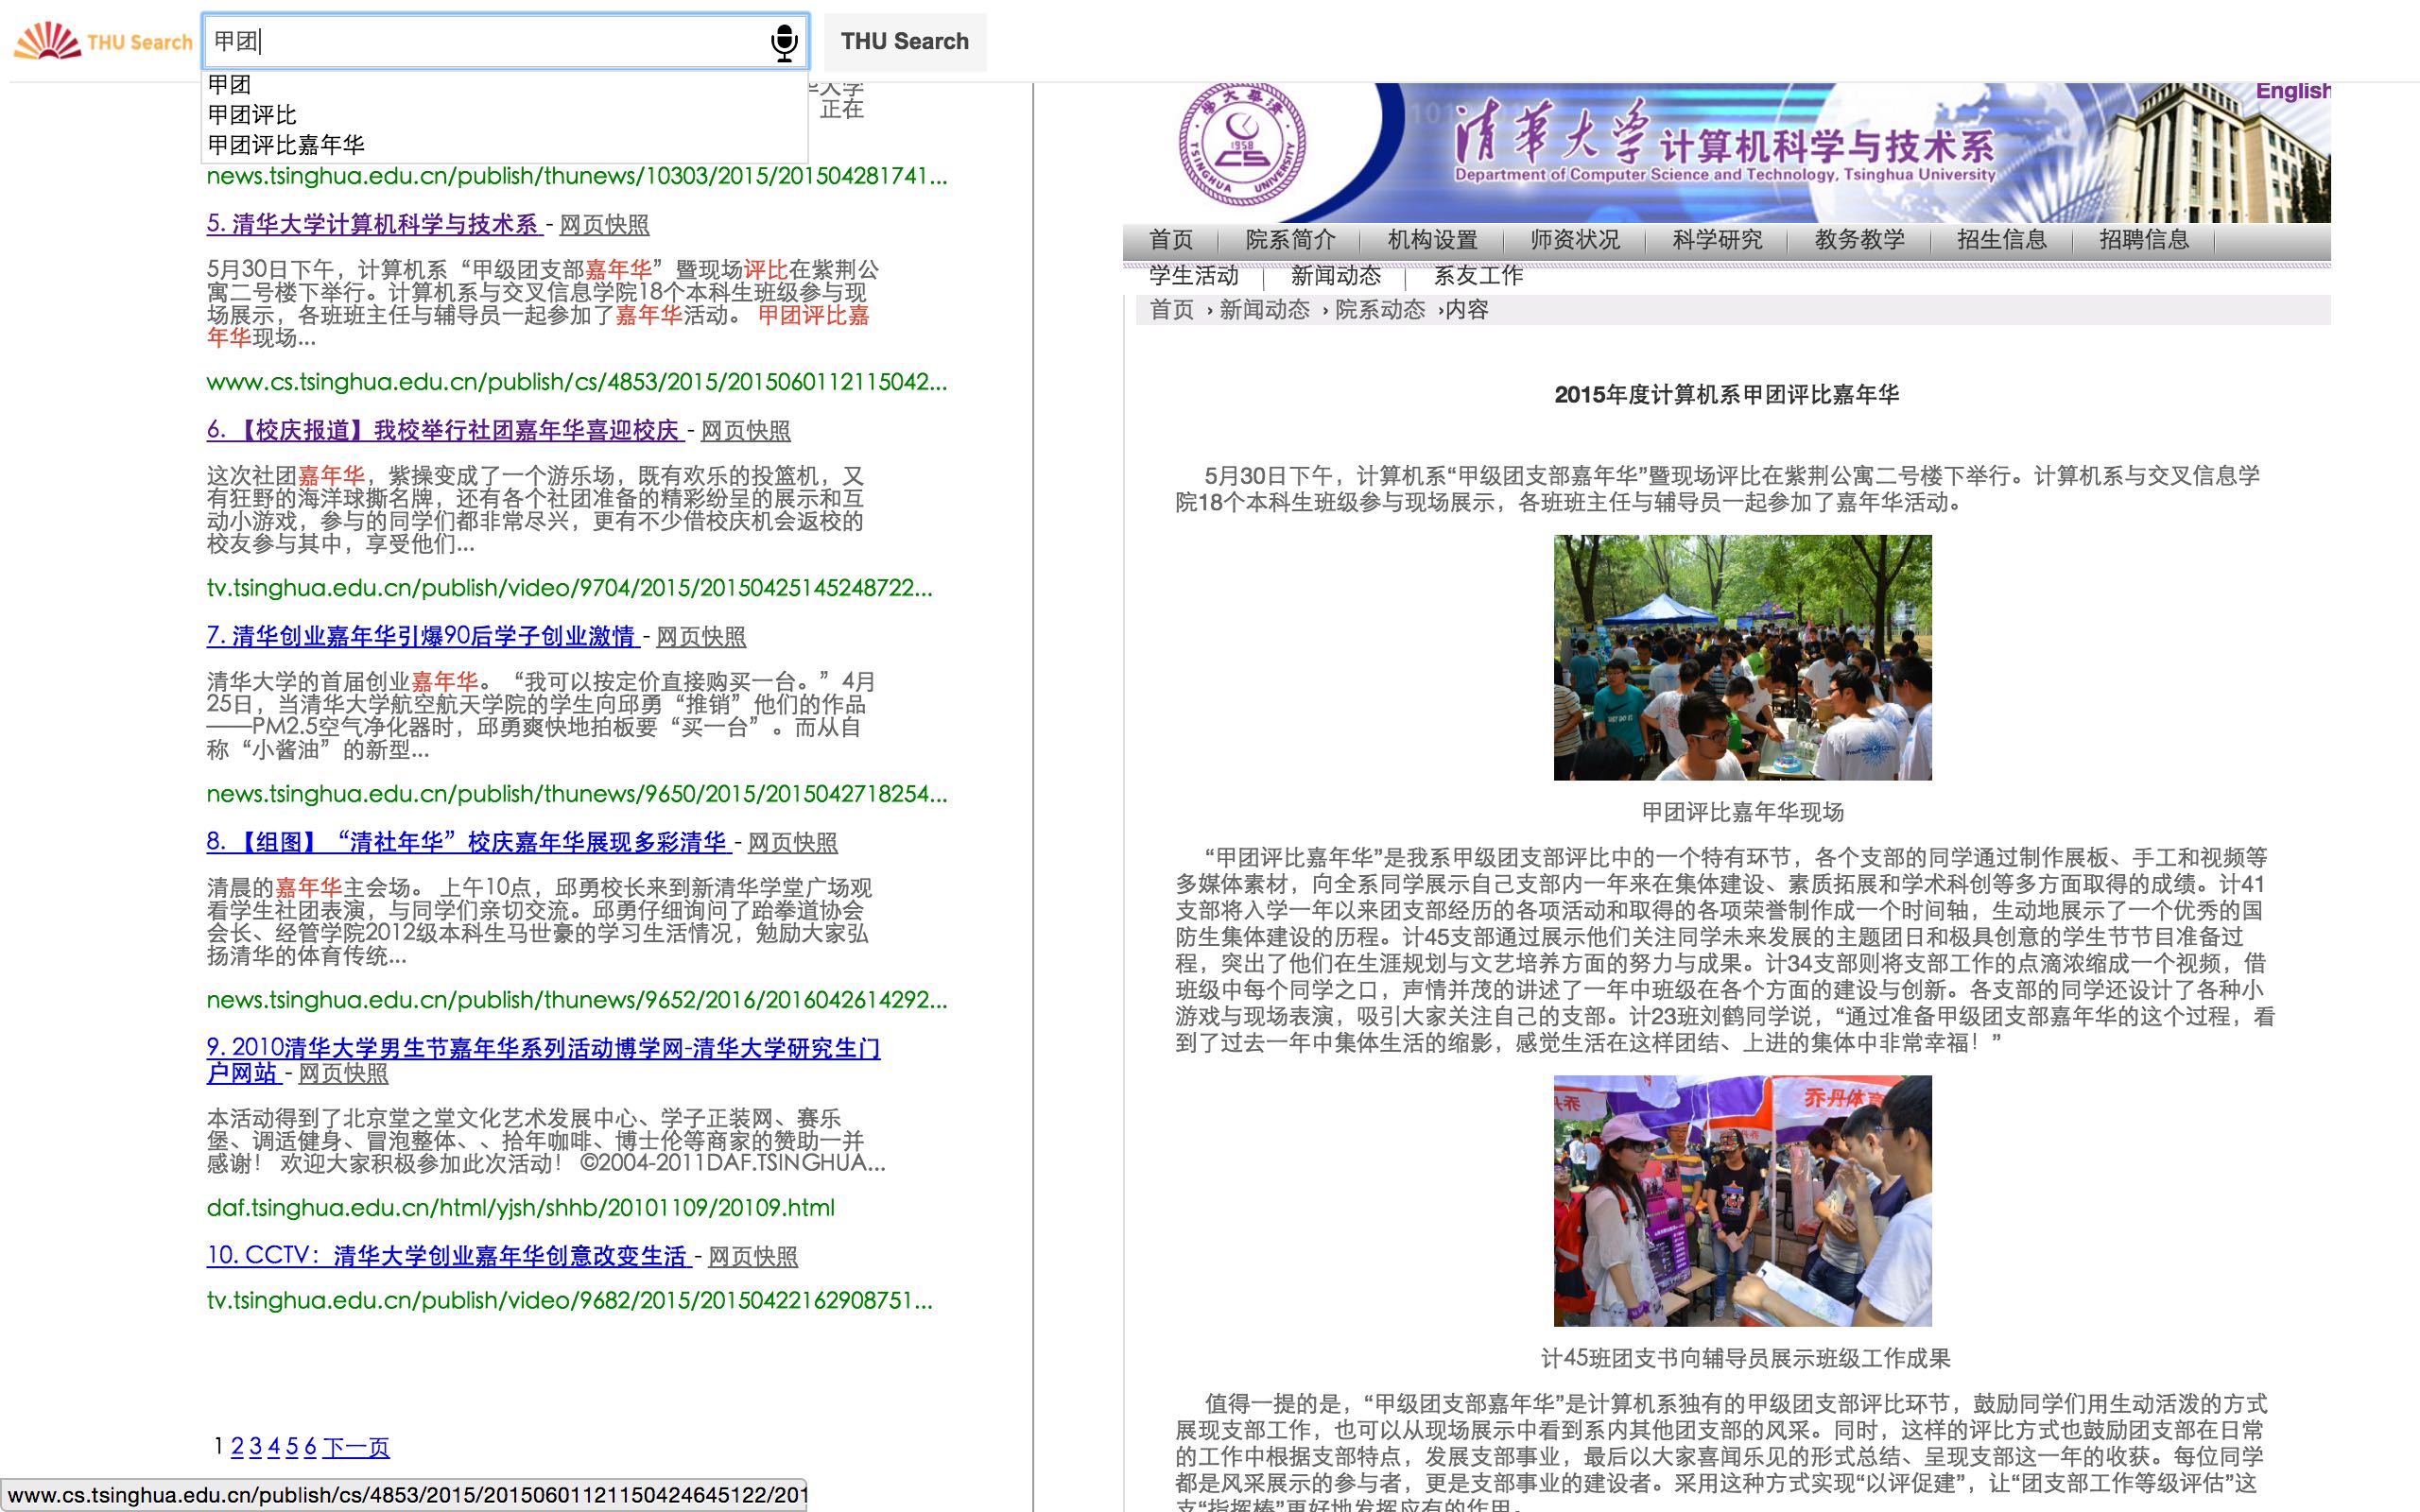 THU Search
甲团
THU Search
甲团
甲团评比
甲团评比嘉年华
大学
正在
news.tsinghua.edu.cn/publish/thunews/10303/2015/201504281741...
5. 清华大学计算机科学与技术系 - 网页快照
5月30日下午，计算机系“甲级团支部嘉年华”暨现场评比在紫荆公
寓二号楼下举行。计算机系与交叉信息学院18个本科生班级参与现
场展示，各班班主任与辅导员一起参加了嘉年华活动。 甲团评比嘉
年华现场...
www.cs.tsinghua.edu.cn/publish/cs/4853/2015/20150601121115042...
6. 【校庆报道】我校举行社团嘉年华喜迎校庆 - 网页快照
这次社团嘉年华，紫操变成了一个游乐场，既有欢乐的投篮机，又
有狂野的海洋球撕名牌，还有各个社团准备的精彩纷呈的展示和互
动小游戏，参与的同学们都非常尽兴，更有不少借校庆机会返校的
校友参与其中，享受他们...
tv.tsinghua.edu.cn/publish/video/9704/2015/20150425145248722...
7. 清华创业嘉年华引爆90后学子创业激情 - 网页快照
清华大学的首届创业嘉年华。“我可以按定价直接购买一台。”4月
25日，当清华大学航空航天学院的学生向邱勇“推销”他们的作品
——PM2.5空气净化器时，邱勇爽快地拍板要“买一台”。而从自
称“小酱油”的新型...
news.tsinghua.edu.cn/publish/thunews/9650/2015/2015042718254...
8. 【组图】“清社年华”校庆嘉年华展现多彩清华 - 网页快照
清晨的嘉年华主会场。 上午10点，邱勇校长来到新清华学堂广场观
看学生社团表演，与同学们亲切交流。邱勇仔细询问了跆拳道协会
会长、经管学院2012级本科生马世豪的学习生活情况，勉励大家弘
扬清华的体育传统...
news.tsinghua.edu.cn/publish/thunews/9652/2016/2016042614292...
9. 2010清华大学男生节嘉年华系列活动博学网-清华大学研究生门
户网站 - 网页快照
本活动得到了北京堂之堂文化艺术发展中心、学子正装网、赛乐
堡、调适健身、冒泡整体、、拾年咖啡、博士伦等商家的赞助一并
感谢！ 欢迎大家积极参加此次活动！ ©2004-2011DAF.TSINGHUA...
daf.tsinghua.edu.cn/html/yjsh/shhb/20101109/20109.html
10. CCTV：清华大学创业嘉年华创意改变生活 - 网页快照
tv.tsinghua.edu.cn/publish/video/9682/2015/20150422162908751...
1 2 3 4 5 6 下一页
www.cs.tsinghua.edu.cn/publish/cs/4853/2015/20150601121150424645122/201
English
1958
TSINGHUA UNIVERSITY
清华大学 计算机科学与技术系
Department of Computer Science and Technology, Tsinghua University
首页 院系简介 机构设置 师资状况 科学研究 教务教学 招生信息 招聘信息
学生活动 新闻动态 系友工作
首页 › 新闻动态 › 院系动态 ›内容
2015年度计算机系甲团评比嘉年华
5月30日下午，计算机系“甲级团支部嘉年华”暨现场评比在紫荆公寓二号楼下举行。计算机系与交叉信息学
院18个本科生班级参与现场展示，各班班主任与辅导员一起参加了嘉年华活动。
甲团评比嘉年华现场
“甲团评比嘉年华”是我系甲级团支部评比中的一个特有环节，各个支部的同学通过制作展板、手工和视频等
多媒体素材，向全系同学展示自己支部内一年来在集体建设、素质拓展和学术科创等多方面取得的成绩。计41
支部将入学一年以来团支部经历的各项活动和取得的各项荣誉制作成一个时间轴，生动地展示了一个优秀的国
防生集体建设的历程。计45支部通过展示他们关注同学未来发展的主题团日和极具创意的学生节节目准备过
程，突出了他们在生涯规划与文艺培养方面的努力与成果。计34支部则将支部工作的点滴浓缩成一个视频，借
班级中每个同学之口，声情并茂的讲述了一年中班级在各个方面的建设与创新。各支部的同学还设计了各种小
游戏与现场表演，吸引大家关注自己的支部。计23班刘鹤同学说，“通过准备甲级团支部嘉年华的这个过程，看
到了过去一年中集体生活的缩影，感觉生活在这样团结、上进的集体中非常幸福！”
乔丹体育
计45班团支书向辅导员展示班级工作成果
值得一提的是，“甲级团支部嘉年华”是计算机系独有的甲级团支部评比环节，鼓励同学们用生动活泼的方式
展现支部工作，也可以从现场展示中看到系内其他团支部的风采。同时，这样的评比方式也鼓励团支部在日常
的工作中根据支部特点，发展支部事业，最后以大家喜闻乐见的形式总结、呈现支部这一年的收获。每位同学
都是风采展示的参与者，更是支部事业的建设者。采用这种方式实现“以评促建”，让“团支部工作等级评估”这
支“指挥棒”更好地发挥应有的作用。